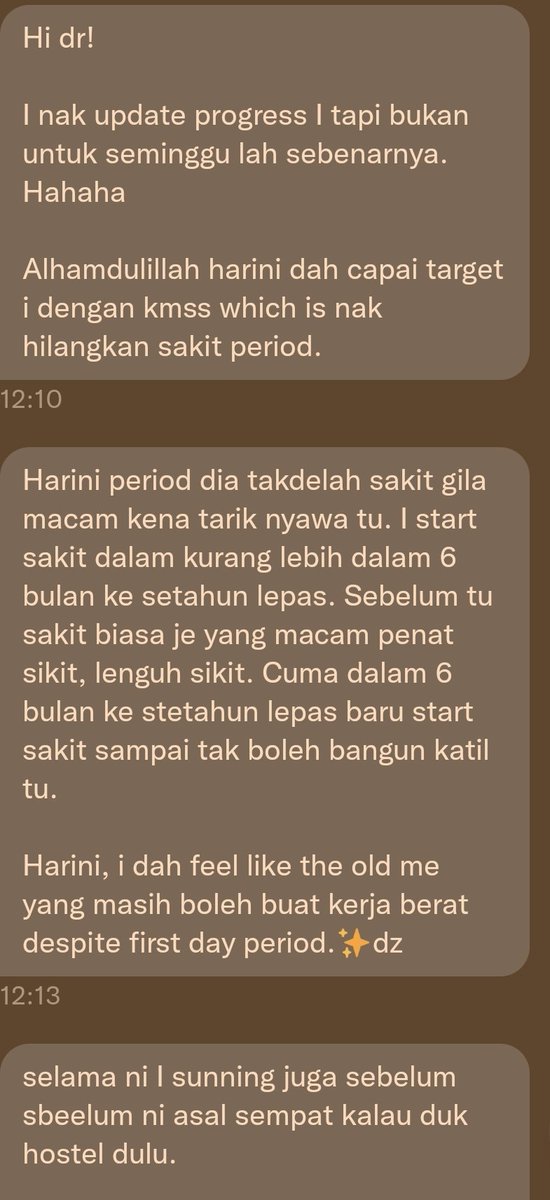 Hi dr!
I nak update progress I tapi bukan
untuk seminggu lah sebenarnya.
Hahaha
Alhamdulillah harini dah capai target
i dengan kmss which is nak
hilangkan sakit period.
12:10
Harini period dia takdelah sakit gila
macam kena tarik nyawa tu. I start
sakit dalam kurang lebih dalam 6
bulan ke setahun lepas. Sebelum tu
sakit biasa je yang macam penat
sikit, lenguh sikit. Cuma dalam 6
bulan ke stetahun lepas baru start
sakit sampai tak boleh bangun katil
tu.
Harini, i dah feel like the old me
yang masih boleh buat kerja berat
despite first day period.✨dz
12:13
selama ni I sunning juga sebelum
sbeelum ni asal sempat kalau duk
hostel dulu.